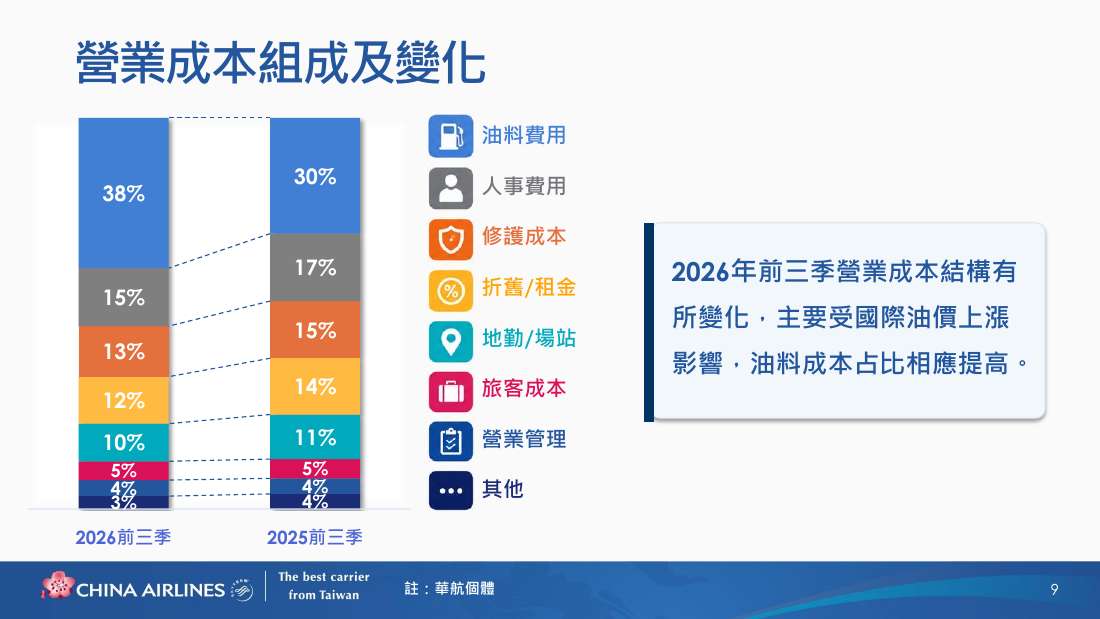 營業成本組成及變化
38%
15%
13%
12%
10%
5%
4%
3%
2026前三季
30%
17%
15%
14%
11%
5%
4%
4%
2025前三季
油料費用
人事費用
修護成本
折舊/租金
地勤/場站
旅客成本
營業管理
其他
2026年前三季營業成本結構有
所變化，主要受國際油價上漲
影響，油料成本占比相應提高。
CHINA AIRLINES
The best carrier
from Taiwan
註：華航個體
9